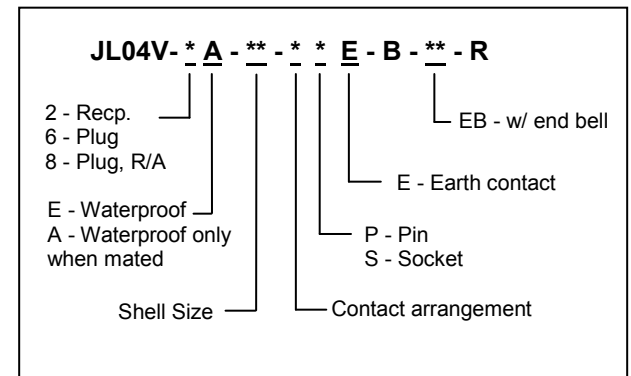 JL04V- * A - ** - * * E - B - ** - R
2 - Recp.
6 - Plug
8 - Plug, R/A
EB - w/ end bell
E - Earth contact
E - Waterproof
A - Waterproof only
when mated
P - Pin
S - Socket
Shell Size
Contact arrangement